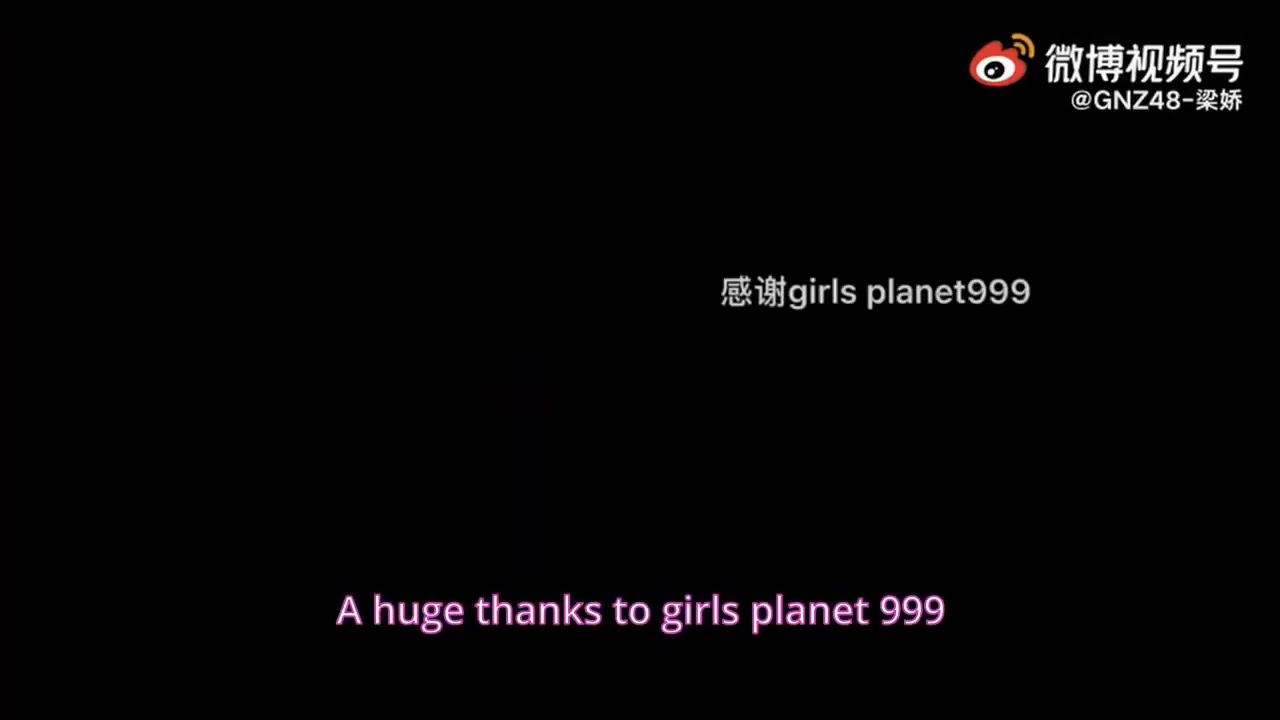 微博视频号
@GNZ48-梁娇
感谢girls planet999
A huge thanks to girls planet 999